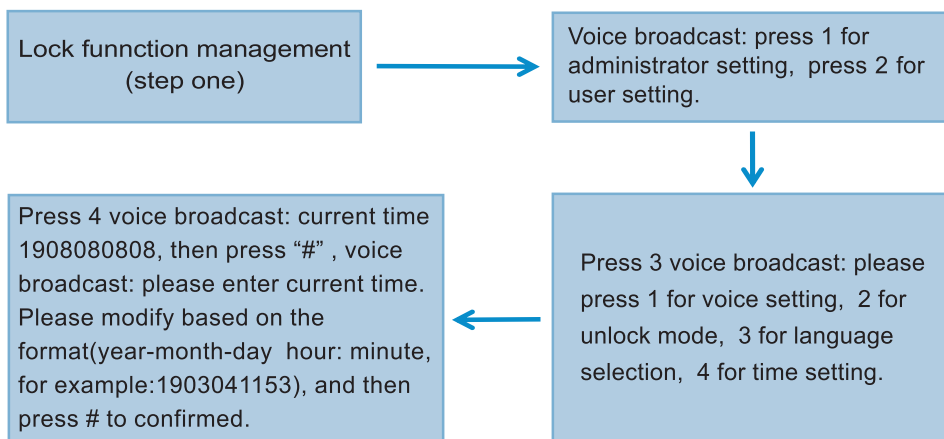 Lock funnction management
(step one)
Voice broadcast: press 1 for
administrator setting, press 2 for
user setting.
Press 3 voice broadcast: please
press 1 for voice setting, 2 for
unlock mode, 3 for language
selection, 4 for time setting.
Press 4 voice broadcast: current time
1908080808, then press “#” , voice
broadcast: please enter current time.
Please modify based on the
format(year-month-day hour: minute,
for example:1903041153), and then
press # to confirmed.